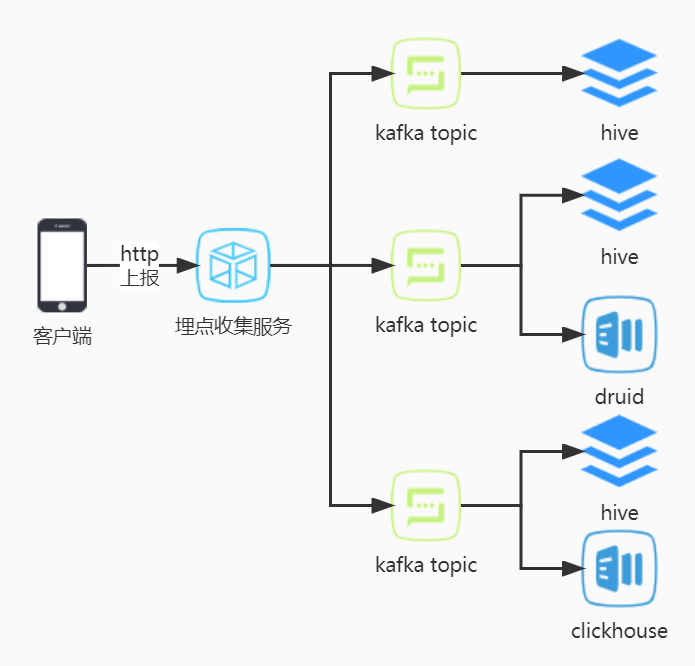 kafka topic
hive
hive
http
上报
客户端
埋点收集服务
kafka topic
druid
hive
kafka topic
clickhouse